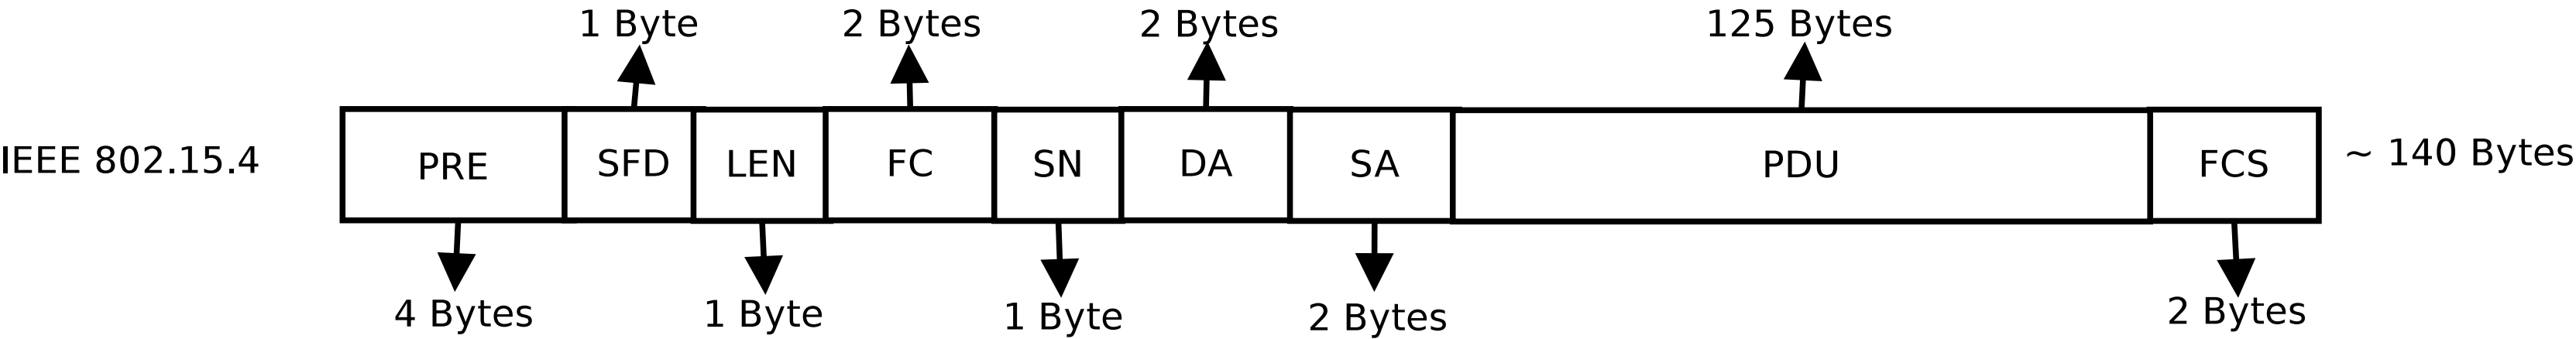 1 Byte
2 Bytes
2 Bytes
125 Bytes
IEEE 802.15.4
PRE
SFD
LEN
FC
SN
DA
SA
PDU
FCS
~ 140 Bytes
4 Bytes
1 Byte
1 Byte
2 Bytes
2 Bytes